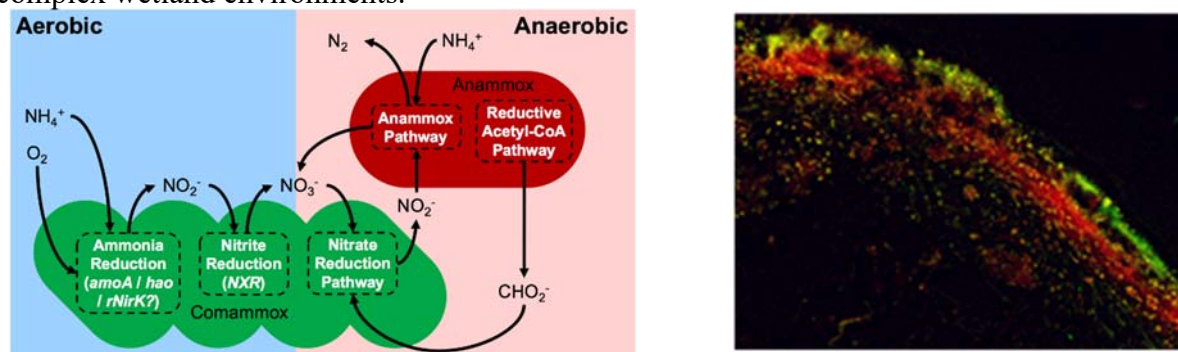 complex wetland environments.
Aerobic
Anaerobic
N₂
NH₄⁺
Anammox
Anammox
Pathway
Reductive
Acetyl-CoA
Pathway
NH₄⁺
O₂
NO₂⁻
NO₃⁻
NO₂⁻
Ammonia
Reduction
(amoA / hao
/ rNirK?)
Nitrite
Reduction
(NXR)
Nitrate
Reduction
Pathway
CHO₂⁻
Comammox